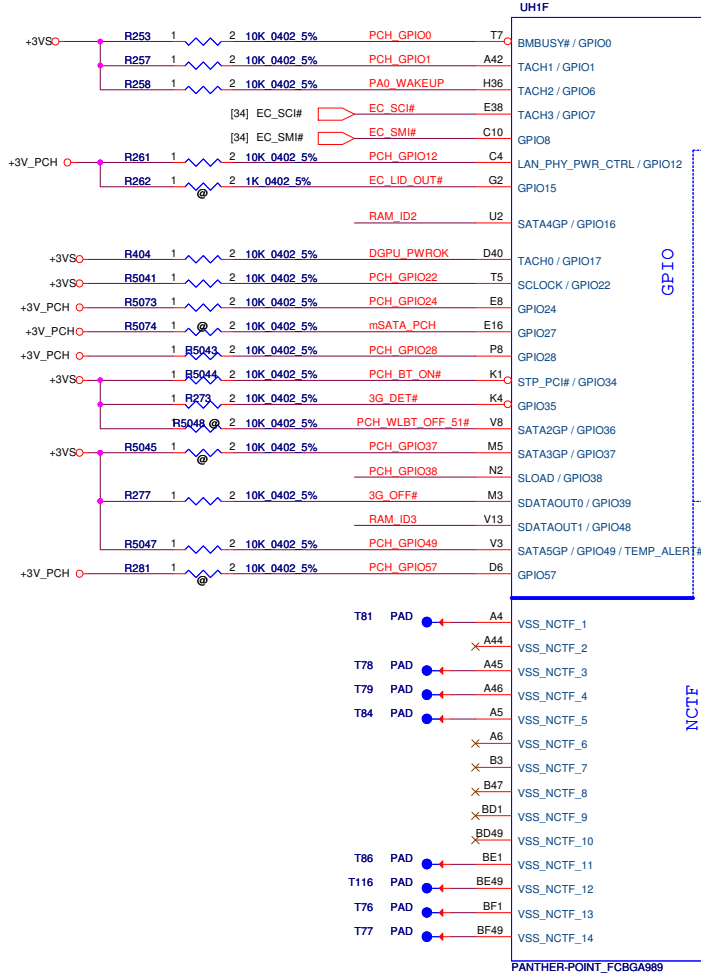 UH1F
+3VS R253 1 2 10K_0402_5% PCH_GPIO0 T7 BMBUSY# / GPIO0
R257 1 2 10K_0402_5% PCH_GPIO1 A42 TACH1 / GPIO1
R258 1 2 10K_0402_5% PA0_WAKEUP H36 TACH2 / GPIO6
[34] EC_SCI# EC_SCI# E38 TACH3 / GPIO7
[34] EC_SMI# EC_SMI# C10 GPIO8
+3V_PCH R261 1 2 10K_0402_5% PCH_GPIO12 C4 LAN_PHY_PWR_CTRL / GPIO12
R262 1 2 1K_0402_5% EC_LID_OUT# G2 GPIO15
@
RAM_ID2 U2 SATA4GP / GPIO16
+3VS R404 1 2 10K_0402_5% DGPU_PWROK D40 TACH0 / GPIO17
+3VS R5041 1 2 10K_0402_5% PCH_GPIO22 T5 SCLOCK / GPIO22
GPIO
+3V_PCH R5073 1 2 10K_0402_5% PCH_GPIO24 E8 GPIO24
+3V_PCH R5074 1 @ 2 10K_0402_5% mSATA_PCH E16 GPIO27
+3V_PCH R5043 1 2 10K_0402_5% PCH_GPIO28 P8 GPIO28
+3VS R5044 1 2 10K_0402_5% PCH_BT_ON# K1 STP_PCI# / GPIO34
R273 1 2 10K_0402_5% 3G_DET# K4 GPIO35
R5048 1 @ 2 10K_0402_5% PCH_WLBT_OFF_51# V8 SATA2GP / GPIO36
+3VS R5045 1 2 10K_0402_5% PCH_GPIO37 M5 SATA3GP / GPIO37
@
PCH_GPIO38 N2 SLOAD / GPIO38
R277 1 2 10K_0402_5% 3G_OFF# M3 SDATAOUT0 / GPIO39
RAM_ID3 V13 SDATAOUT1 / GPIO48
R5047 1 2 10K_0402_5% PCH_GPIO49 V3 SATA5GP / GPIO49 / TEMP_ALERT#
+3V_PCH R281 1 2 10K_0402_5% PCH_GPIO57 D6 GPIO57
@
T81 PAD A4 VSS_NCTF_1
A44 VSS_NCTF_2
T78 PAD A45 VSS_NCTF_3
T79 PAD A46 VSS_NCTF_4
T84 PAD A5 VSS_NCTF_5
NCTF
A6 VSS_NCTF_6
B3 VSS_NCTF_7
B47 VSS_NCTF_8
BD1 VSS_NCTF_9
BD49 VSS_NCTF_10
T86 PAD BE1 VSS_NCTF_11
T116 PAD BE49 VSS_NCTF_12
T76 PAD BF1 VSS_NCTF_13
T77 PAD BF49 VSS_NCTF_14
PANTHER-POINT_FCBGA989